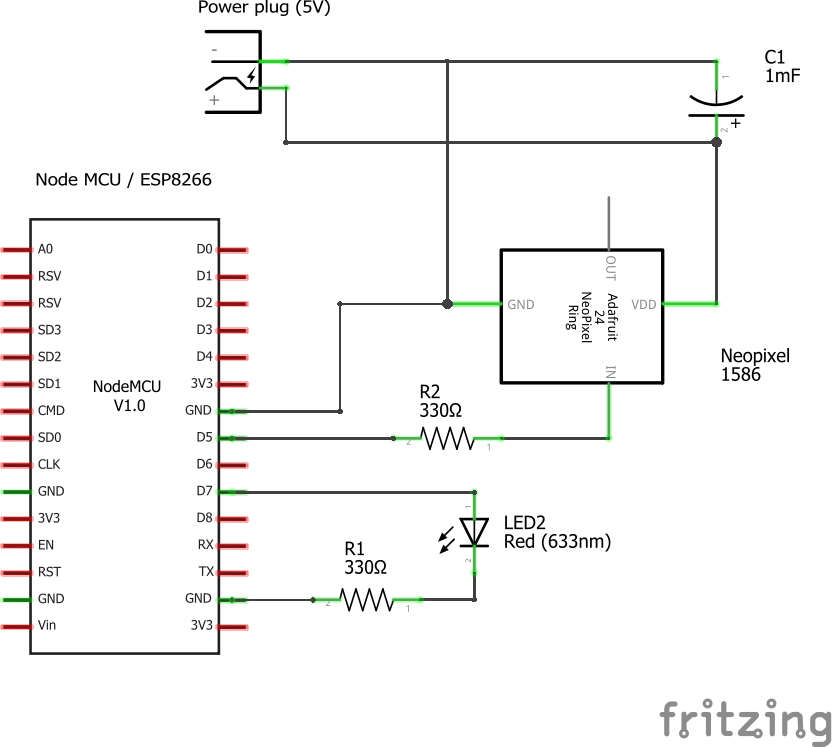 Power plug (5V)
-
+
C1
1mF
1
2
+
Node MCU / ESP8266
A0
RSV
RSV
SD3
SD2
SD1
CMD
SD0
CLK
GND
3V3
EN
RST
GND
Vin
NodeMCU
V1.0
D0
D1
D2
D3
D4
3V3
GND
D5
D6
D7
D8
RX
TX
GND
3V3
OUT
GND
Adafruit
24
NeoPixel
Ring
VDD
IN
Neopixel
1586
R2
330Ω
2
1
1
LED2
Red (633nm)
2
R1
330Ω
2
1
fritzing